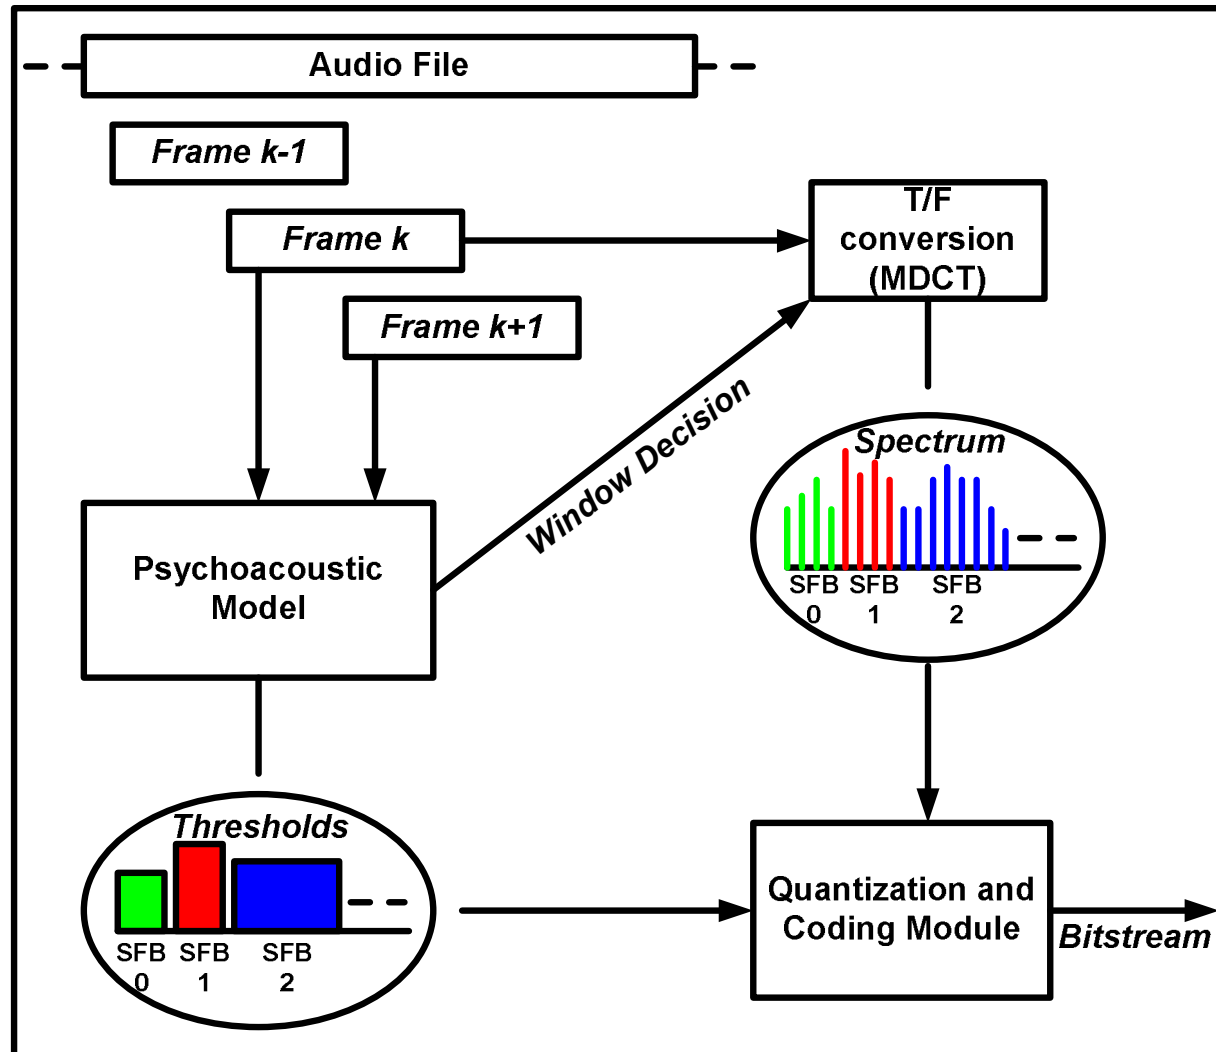 Audio File
Frame k-1
Frame k
Frame k+1
T/F
conversion
(MDCT)
Window Decision
Psychoacoustic
Model
Spectrum
SFB SFB SFB
0 1 2
Thresholds
SFB SFB SFB
0 1 2
Quantization and
Coding Module
Bitstream